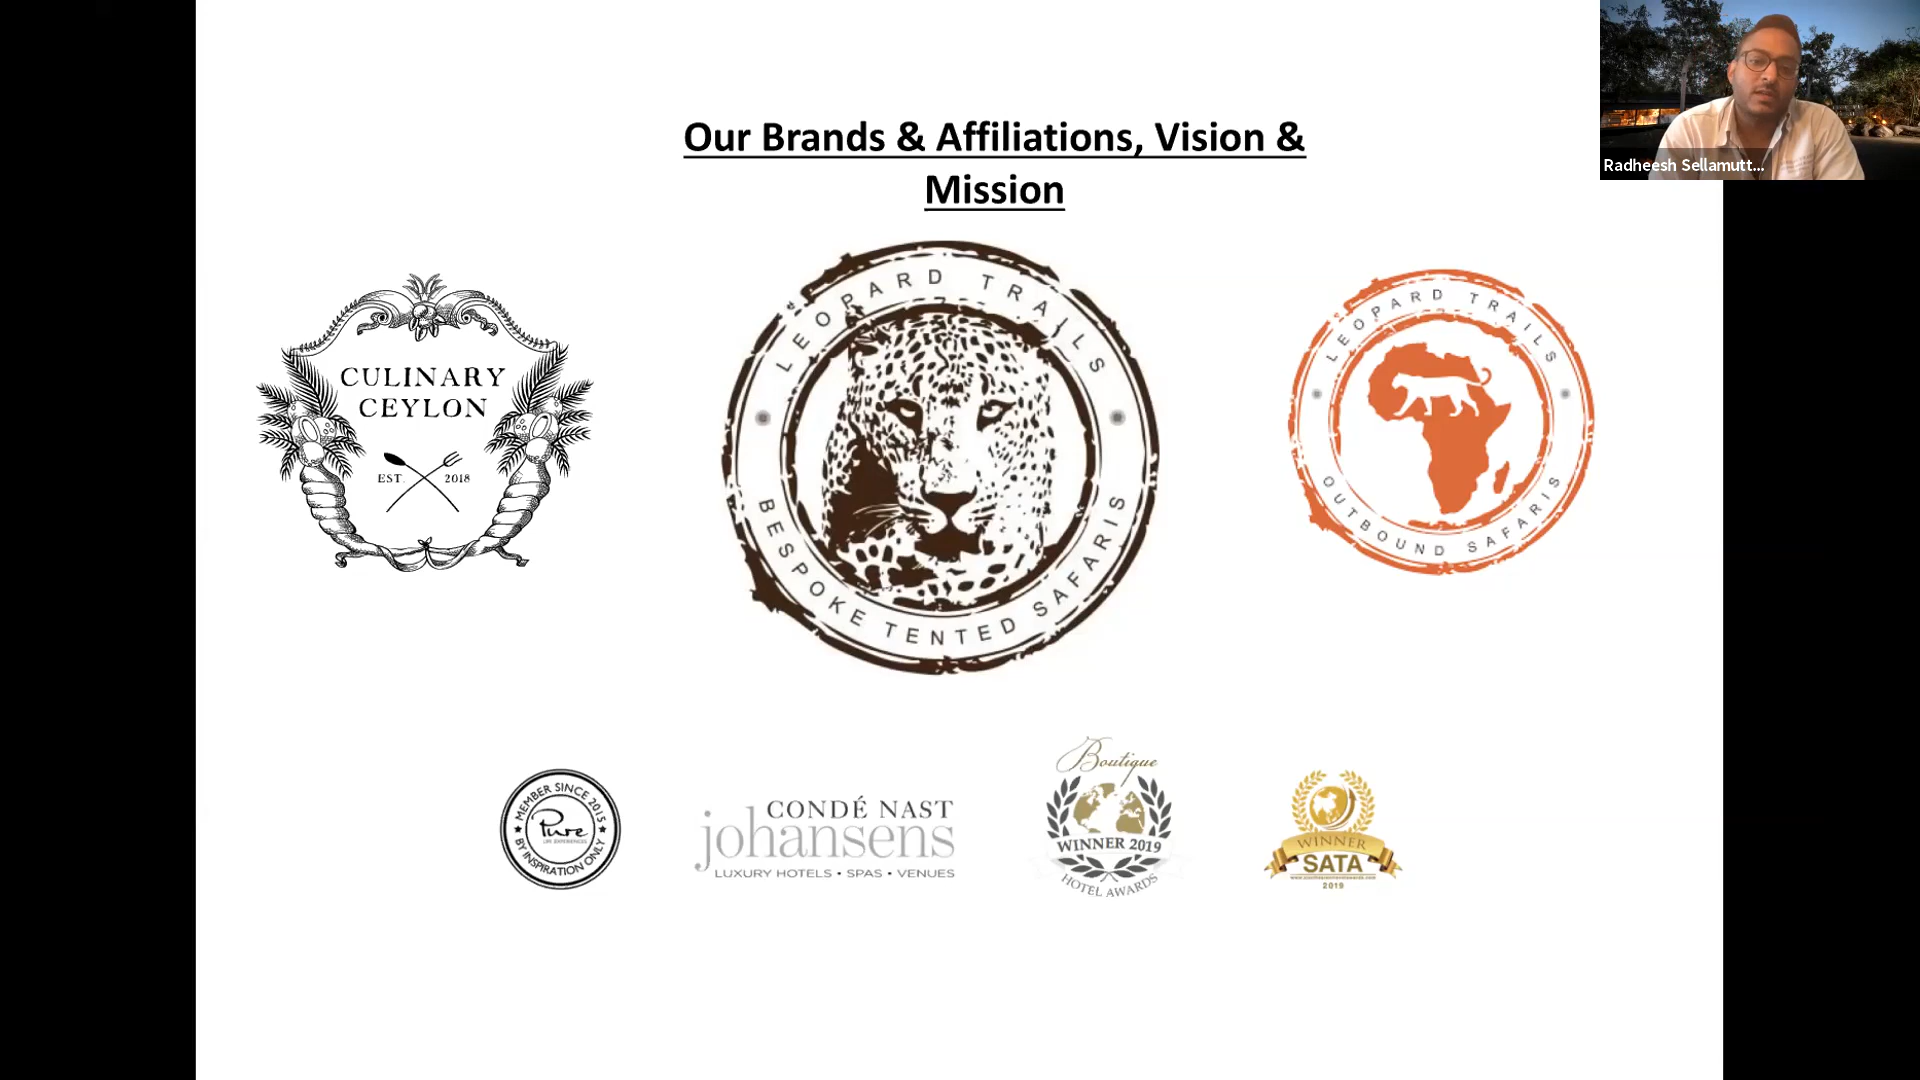 Our Brands & Affiliations, Vision &
Mission
Radheesh Sellamutt...
CULINARY
CEYLON
EST. 2018
LEOPARD TRAILS
BESPOKE TENTED SAFARIS
LEOPARD TRAILS
OUTBOUND SAFARIS
MEMBER SINCE 2015
Pure
LIFE EXPERIENCES
BY INSPIRATION ONLY
CONDÉ NAST
johansens
LUXURY HOTELS • SPAS • VENUES
Boutique
WINNER 2019
HOTEL AWARDS
WINNER
SATA
2019